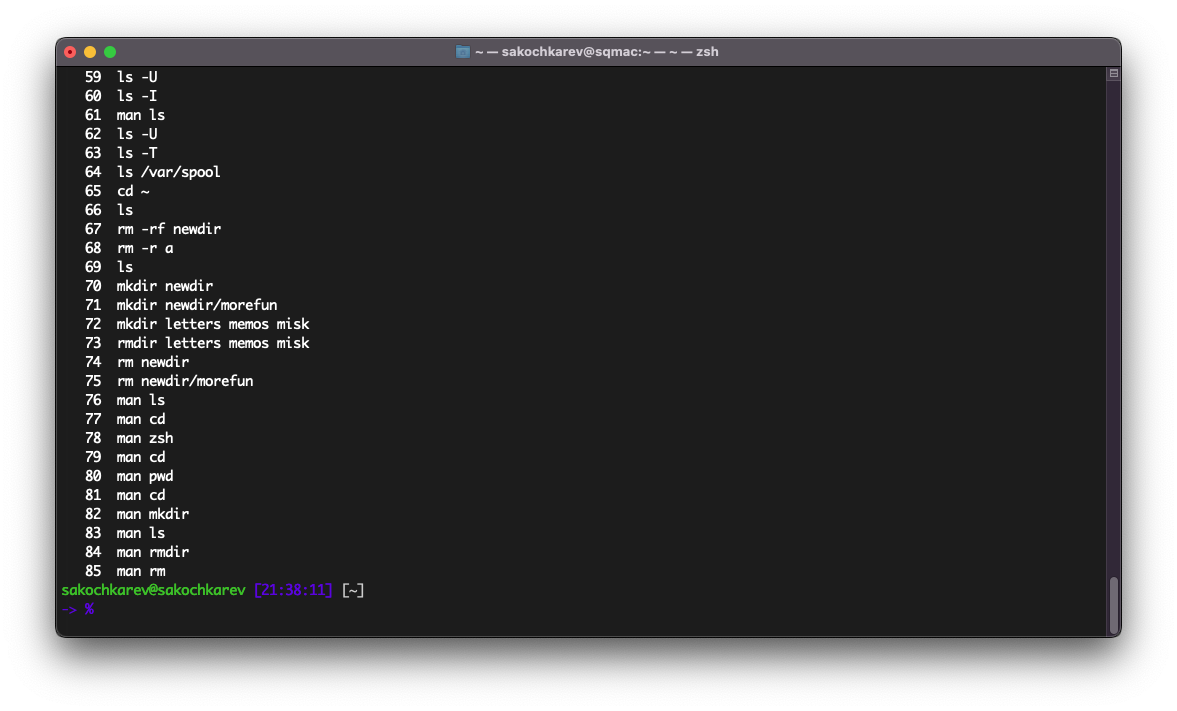 ~ — sakochkarev@sqmac:~ — ~ — zsh
59 ls -U
60 ls -I
61 man ls
62 ls -U
63 ls -T
64 ls /var/spool
65 cd ~
66 ls
67 rm -rf newdir
68 rm -r a
69 ls
70 mkdir newdir
71 mkdir newdir/morefun
72 mkdir letters memos misk
73 rmdir letters memos misk
74 rm newdir
75 rm newdir/morefun
76 man ls
77 man cd
78 man zsh
79 man cd
80 man pwd
81 man cd
82 man mkdir
83 man ls
84 man rmdir
85 man rm
sakochkarev@sakochkarev [21:38:11] [~]
-> %